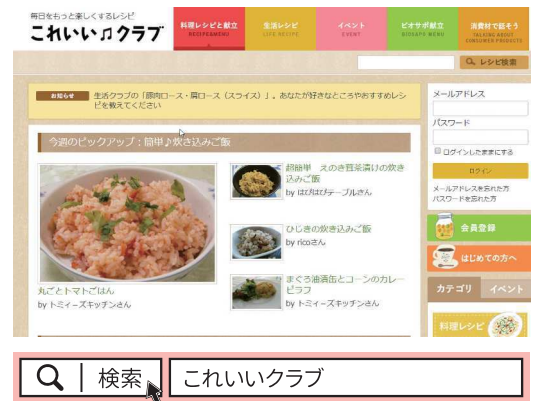 毎日をもっと楽しくするレシピ
これいい♫クラブ
料理レシピと献立
RECIPE&MENU
生活レシピ
LIFE RECIPE
イベント
EVENT
ビオサポ献立
BIOSAPO MENU
消費材で話そう
TALKING ABOUT
CONSUMER PRODUCTS
レシピ検索
お知らせ 生活クラブの「豚肉ロース・肩ロース（スライス）」。あなたが好きなところやおすすめレシ
ピを教えてください
今週のピックアップ：簡単♪炊き込みご飯
丸ごとトマトごはん
by トミィーズキッチンさん
超簡単 えのき茸茶漬けの炊き
込みご飯
by はぴはぴテーブルさん
ひじきの炊き込みご飯
by ricoさん
まぐろ油漬缶とコーンのカレー
ピラフ
by トミィーズキッチンさん
メールアドレス
パスワード
ログインしたままにする
ログイン
メールアドレスを忘れた方
パスワードを忘れた方
会員登録
はじめての方へ
カテゴリ イベント
料理レシピ
検索 これいいクラブ